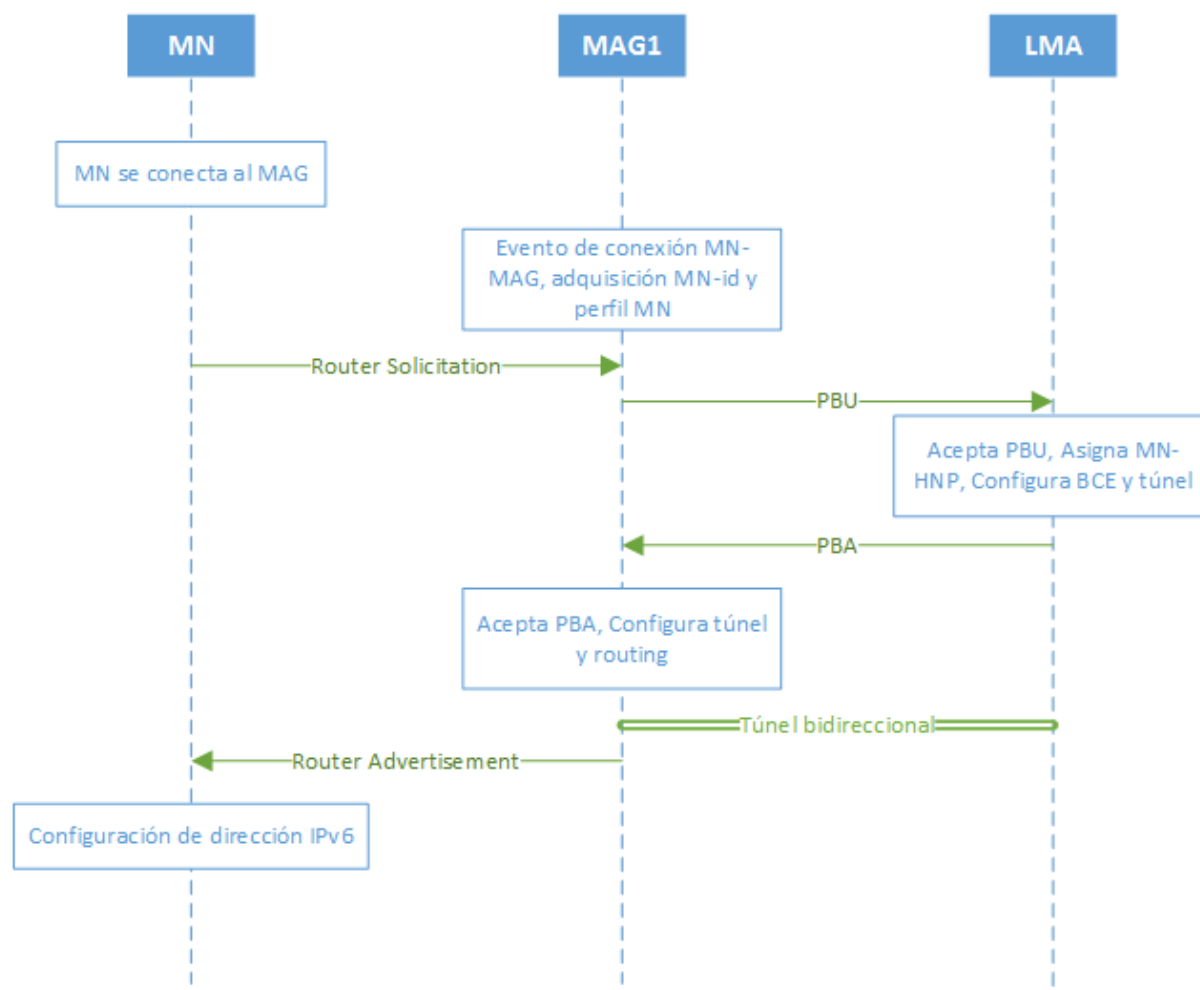 MN
MAG1
LMA
MN se conecta al MAG
Evento de conexión MN-
MAG, adquisición MN-id y
perfil MN
Router Solicitation
PBU
Acepta PBU, Asigna MN-
HNP, Configura BCE y túnel
PBA
Acepta PBA, Configura túnel
y routing
Túnel bidireccional
Router Advertisement
Configuración de dirección IPv6